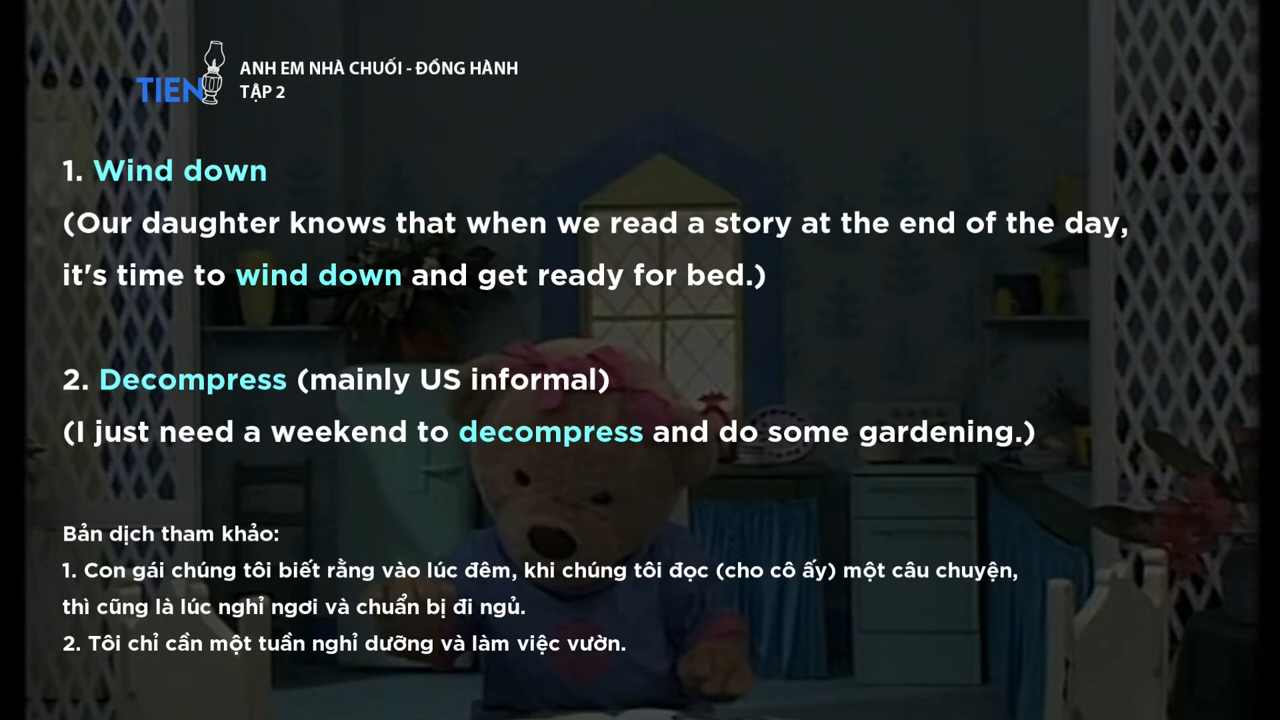 TIEN
ANH EM NHÀ CHUỐI - ĐỒNG HÀNH
TẬP 2
1. Wind down
(Our daughter knows that when we read a story at the end of the day,
it's time to wind down and get ready for bed.)
2. Decompress (mainly US informal)
(I just need a weekend to decompress and do some gardening.)
Bản dịch tham khảo:
1. Con gái chúng tôi biết rằng vào lúc đêm, khi chúng tôi đọc (cho cô ấy) một câu chuyện,
thì cũng là lúc nghỉ ngơi và chuẩn bị đi ngủ.
2. Tôi chỉ cần một tuần nghỉ dưỡng và làm việc vườn.